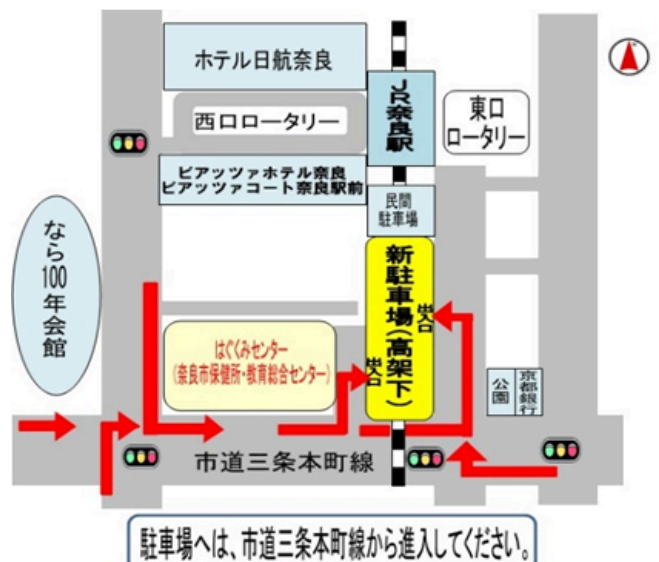 ホテル日航奈良
JR奈良駅
東口
ロータリー
西口ロータリー
ピアッツァホテル奈良
ピアッツァコート奈良駅前
民間
駐車場
なら100年会館
新駐車場(高架下)
出入口
出入口
はぐくみセンター
(奈良市保健所・教育総合センター)
公園
京都銀行
市道三条本町線
駐車場へは、市道三条本町線から進入してください。